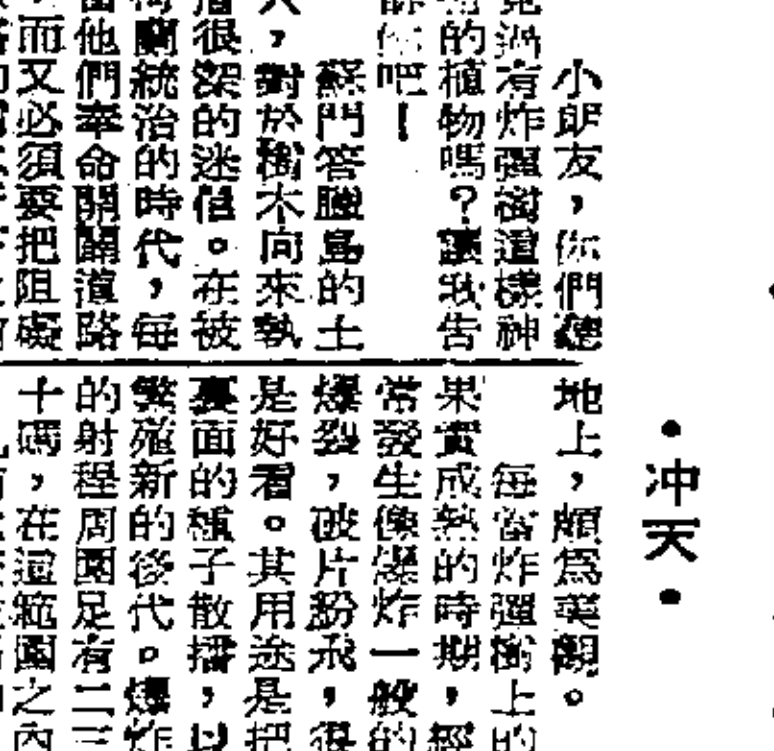 •冲天•
小朋友，你們聽
見過有炸彈樹這樣神
的植物嗎？讓我告
你吧！
蘇門答臘島的土
，對於樹木向來執
很深的迷信。在被
蘭統治的時代，每
當他們奉命開闢道路
而又必須要把阻礙
地上，頗為美觀。
每當炸彈樹上的
果實成熟的時期，經
常發生像爆炸一般的
爆裂，破片紛飛，很
是好看。其用途是把
裏面的種子散播，以
繁殖新的後代。爆炸
的射程周圍足有二三
十碼，在這範圍之內